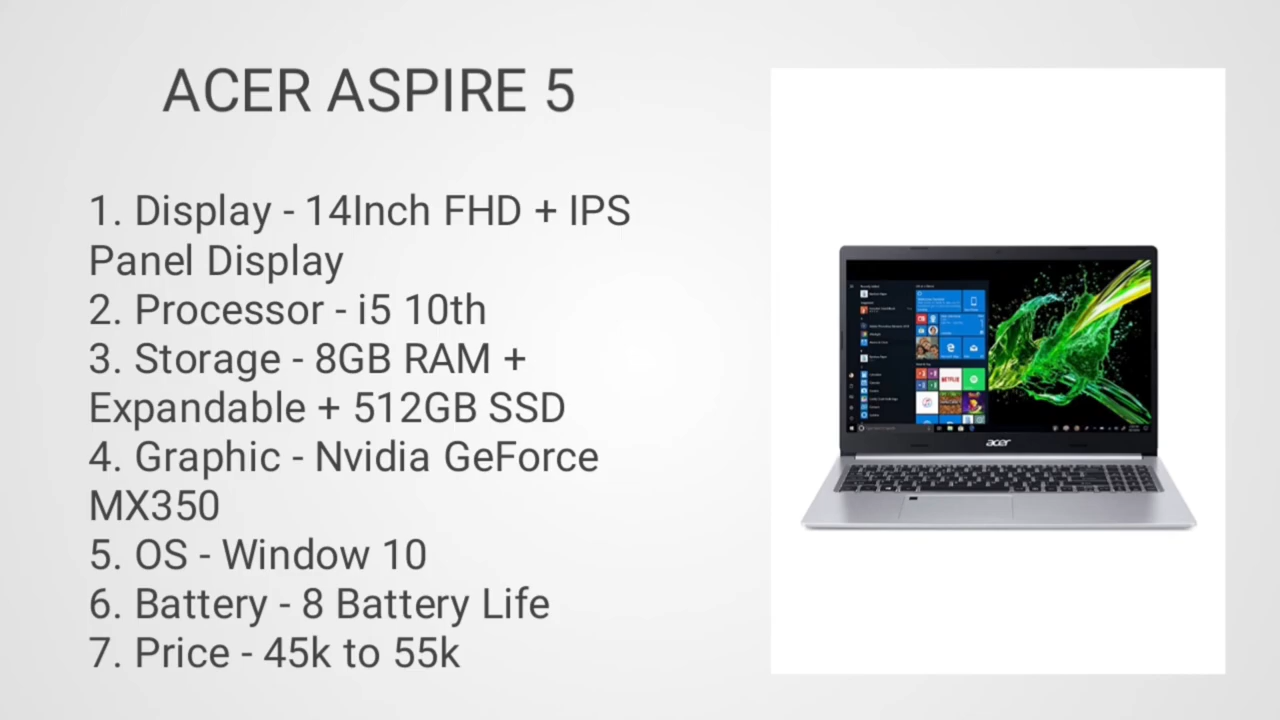 ACER ASPIRE 5
1. Display - 14Inch FHD + IPS
Panel Display
2. Processor - i5 10th
3. Storage - 8GB RAM +
Expandable + 512GB SSD
4. Graphic - Nvidia GeForce
MX350
5. OS - Window 10
6. Battery - 8 Battery Life
7. Price - 45k to 55k
NETFLIX
acer